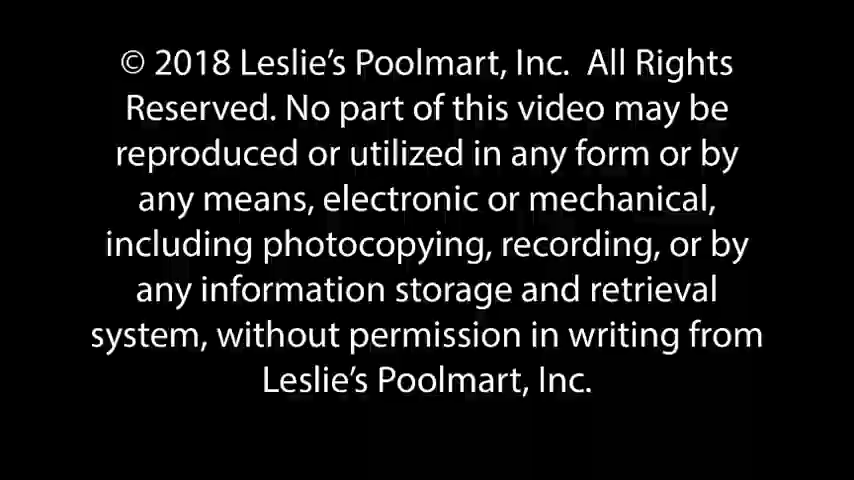 © 2018 Leslie’s Poolmart, Inc.  All Rights
Reserved. No part of this video may be
reproduced or utilized in any form or by
any means, electronic or mechanical,
including photocopying, recording, or by
any information storage and retrieval
system, without permission in writing from
Leslie’s Poolmart, Inc.